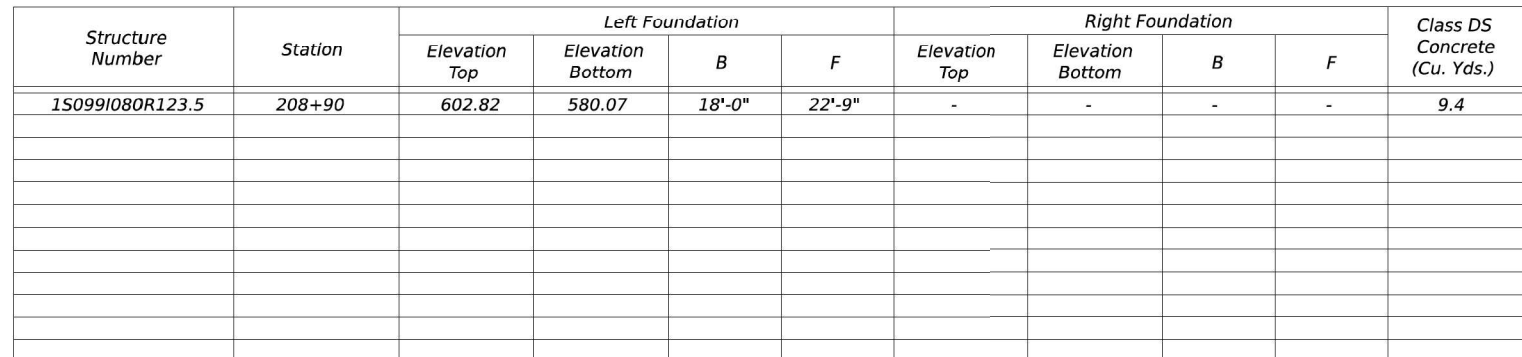 Structure Number | Station | Left Foundation | Right Foundation | Class DS Concrete (Cu. Yds.)
Elevation Top | Elevation Bottom | B | F | Elevation Top | Elevation Bottom | B | F
1S099I080R123.5 | 208+90 | 602.82 | 580.07 | 18'-0" | 22'-9" | - | - | - | - | 9.4